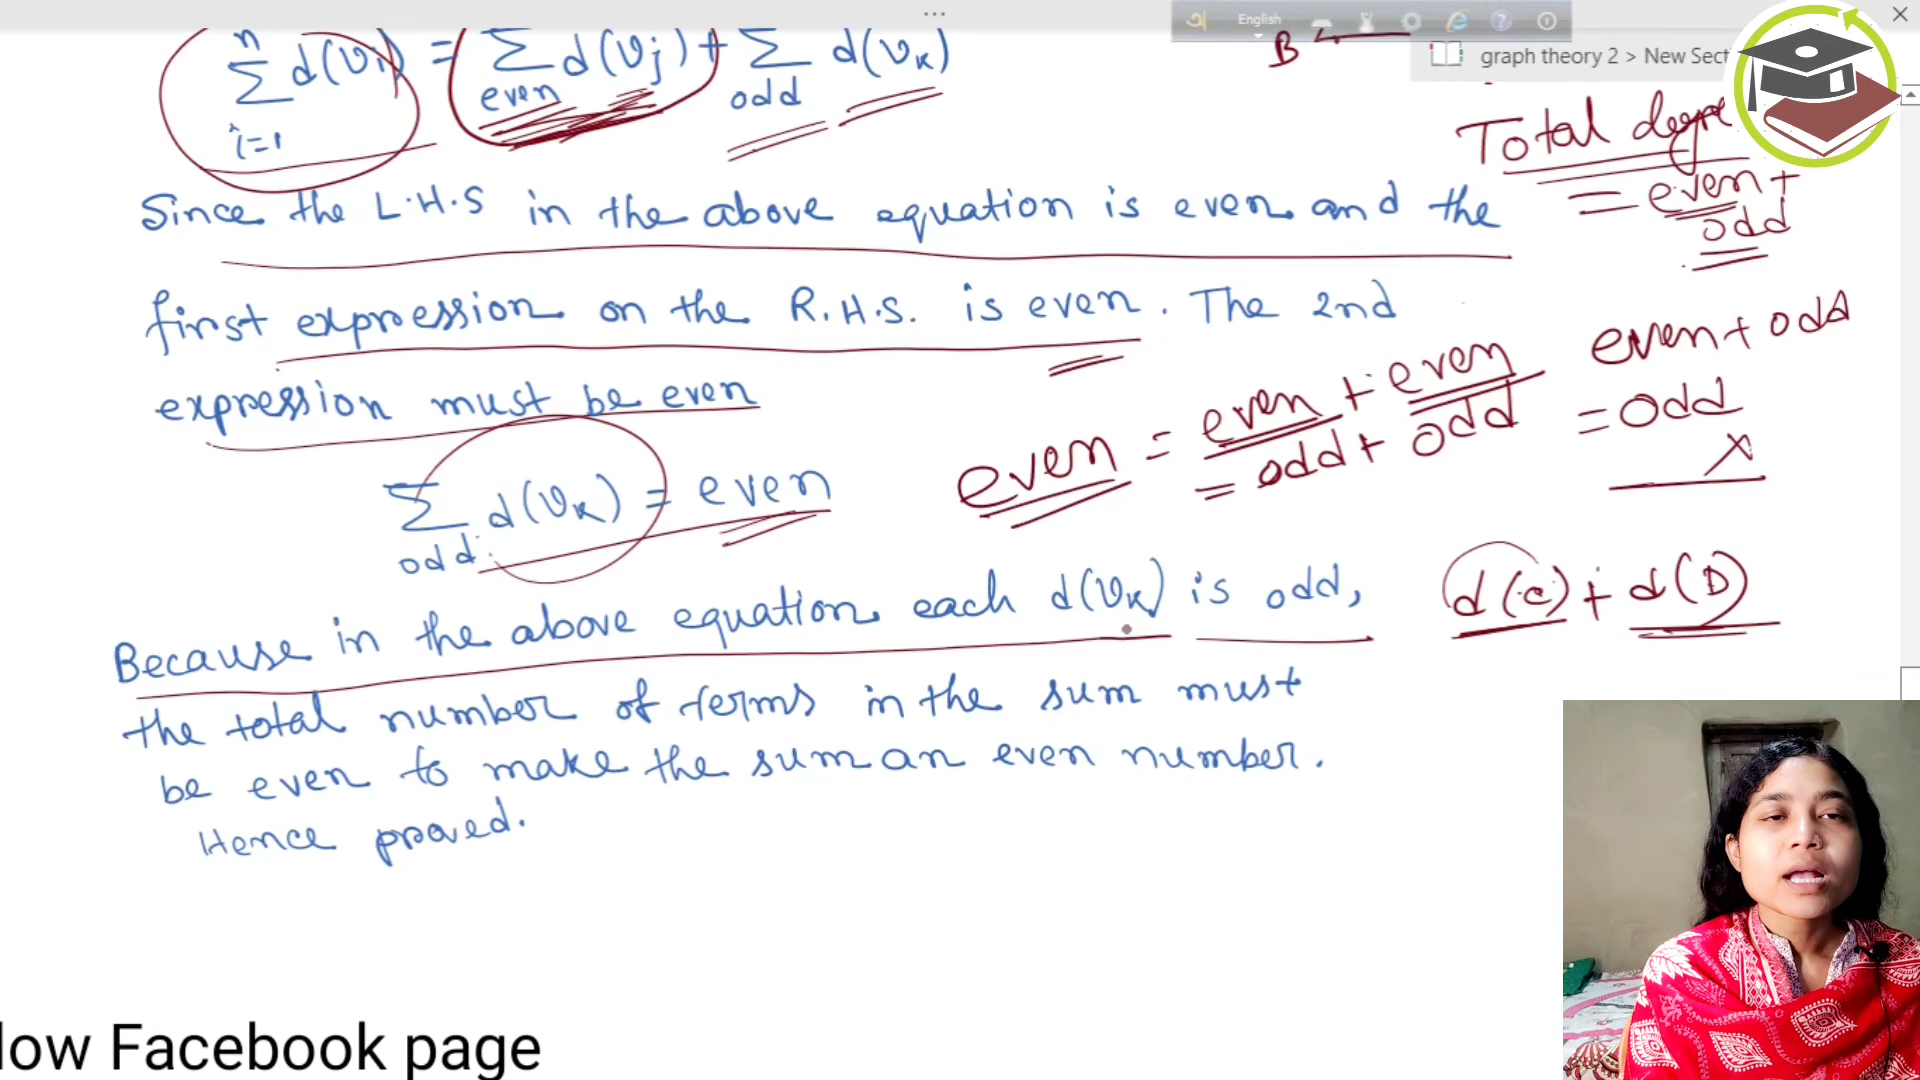 ...
অ English
graph theory 2 > New Sect
B
n
∑ d(vi) = ∑ d(vj) + ∑ d(vk)
i=1 even odd
Total degre
= even +
odd
Since the L.H.S in the above equation is even and the
first expression on the R.H.S. is even. The 2nd
expression must be even
even = even + even
= odd + odd
even + odd
= odd
X
∑ d(vk) = even
odd
Because in the above equation each d(vk) is odd,
d(C) + d(D)
the total number of terms in the sum must
be even to make the sum an even number.
Hence proved.
low Facebook page